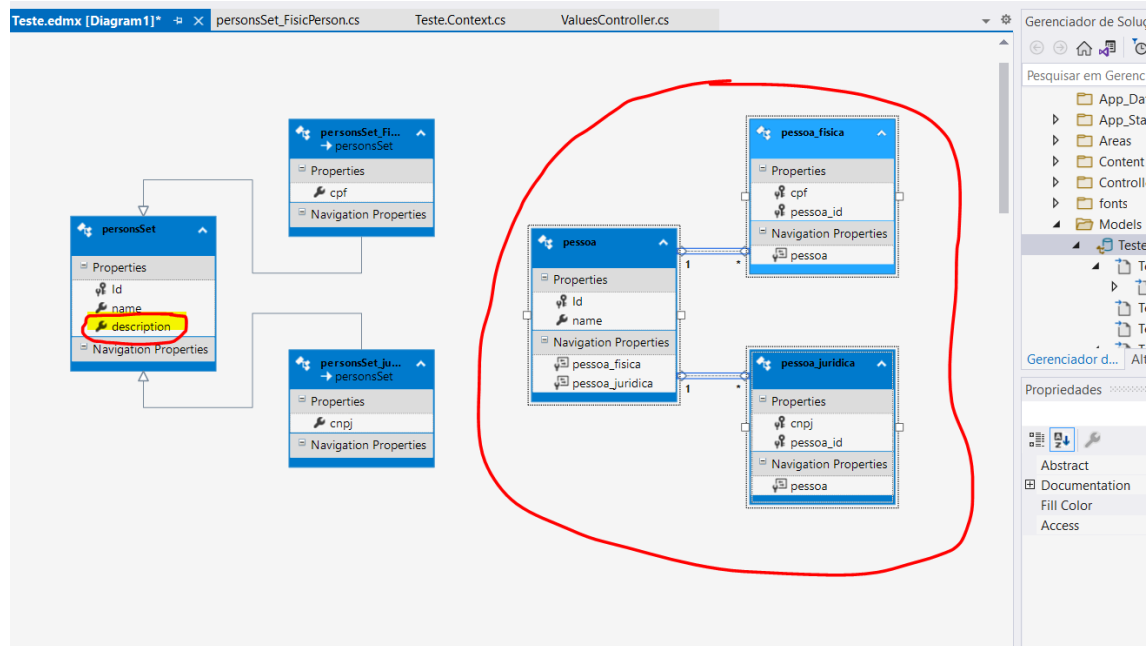 Teste.edmx [Diagram1]*
personsSet_FisicPerson.cs
Teste.Context.cs
ValuesController.cs
personsSet
Properties
Id
name
description
Navigation Properties
personsSet_Fi...
personsSet
Properties
cpf
Navigation Properties
personsSet_ju...
personsSet
Properties
cnpj
Navigation Properties
pessoa
Properties
Id
name
Navigation Properties
pessoa_fisica
pessoa_juridica
1
*
1
*
pessoa_fisica
Properties
cpf
pessoa_id
Navigation Properties
pessoa
pessoa_juridica
Properties
cnpj
pessoa_id
Navigation Properties
pessoa
Gerenciador de Soluç
Pesquisar em Gerenc
App_Da
App_Sta
Areas
Content
Controll
fonts
Models
Teste
Gerenciador d...
Alt
Propriedades
Abstract
Documentation
Fill Color
Access